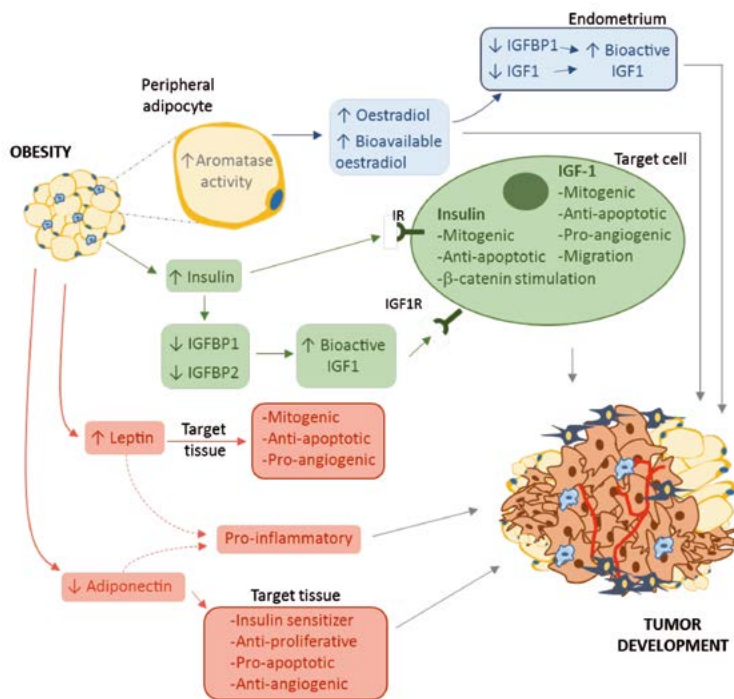 Endometrium
↓ IGFBP1
↑ Bioactive
↓ IGF1
IGF1
Peripheral
adipocyte
↑ Oestradiol
↑ Bioavailable
oestradiol
OBESITY
↑ Aromatase
activity
Target cell
IGF-1
-Mitogenic
-Anti-apoptotic
-Pro-angiogenic
-Migration
IR
Insulin
-Mitogenic
-Anti-apoptotic
-β-catenin stimulation
↑ Insulin
IGF1R
↓ IGFBP1
↓ IGFBP2
↑ Bioactive
IGF1
↑ Leptin
Target
tissue
-Mitogenic
-Anti-apoptotic
-Pro-angiogenic
Pro-inflammatory
↓ Adiponectin
Target tissue
-Insulin sensitizer
-Anti-proliferative
-Pro-apoptotic
-Anti-angiogenic
TUMOR
DEVELOPMENT